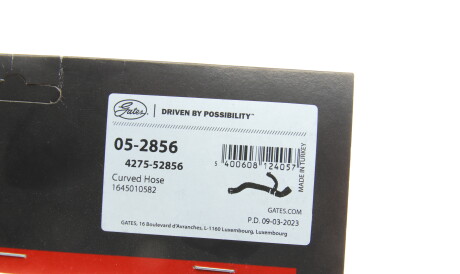 Gates | DRIVEN BY POSSIBILITY™
05-2856
4275-52856
Curved Hose
1645010582
5 400608 124057
MADE IN TURKEY
GATES.COM
P.D. 09-03-2023
GATES, 16 Boulevard d'Avranches, L-1160 Luxembourg, Luxembourg